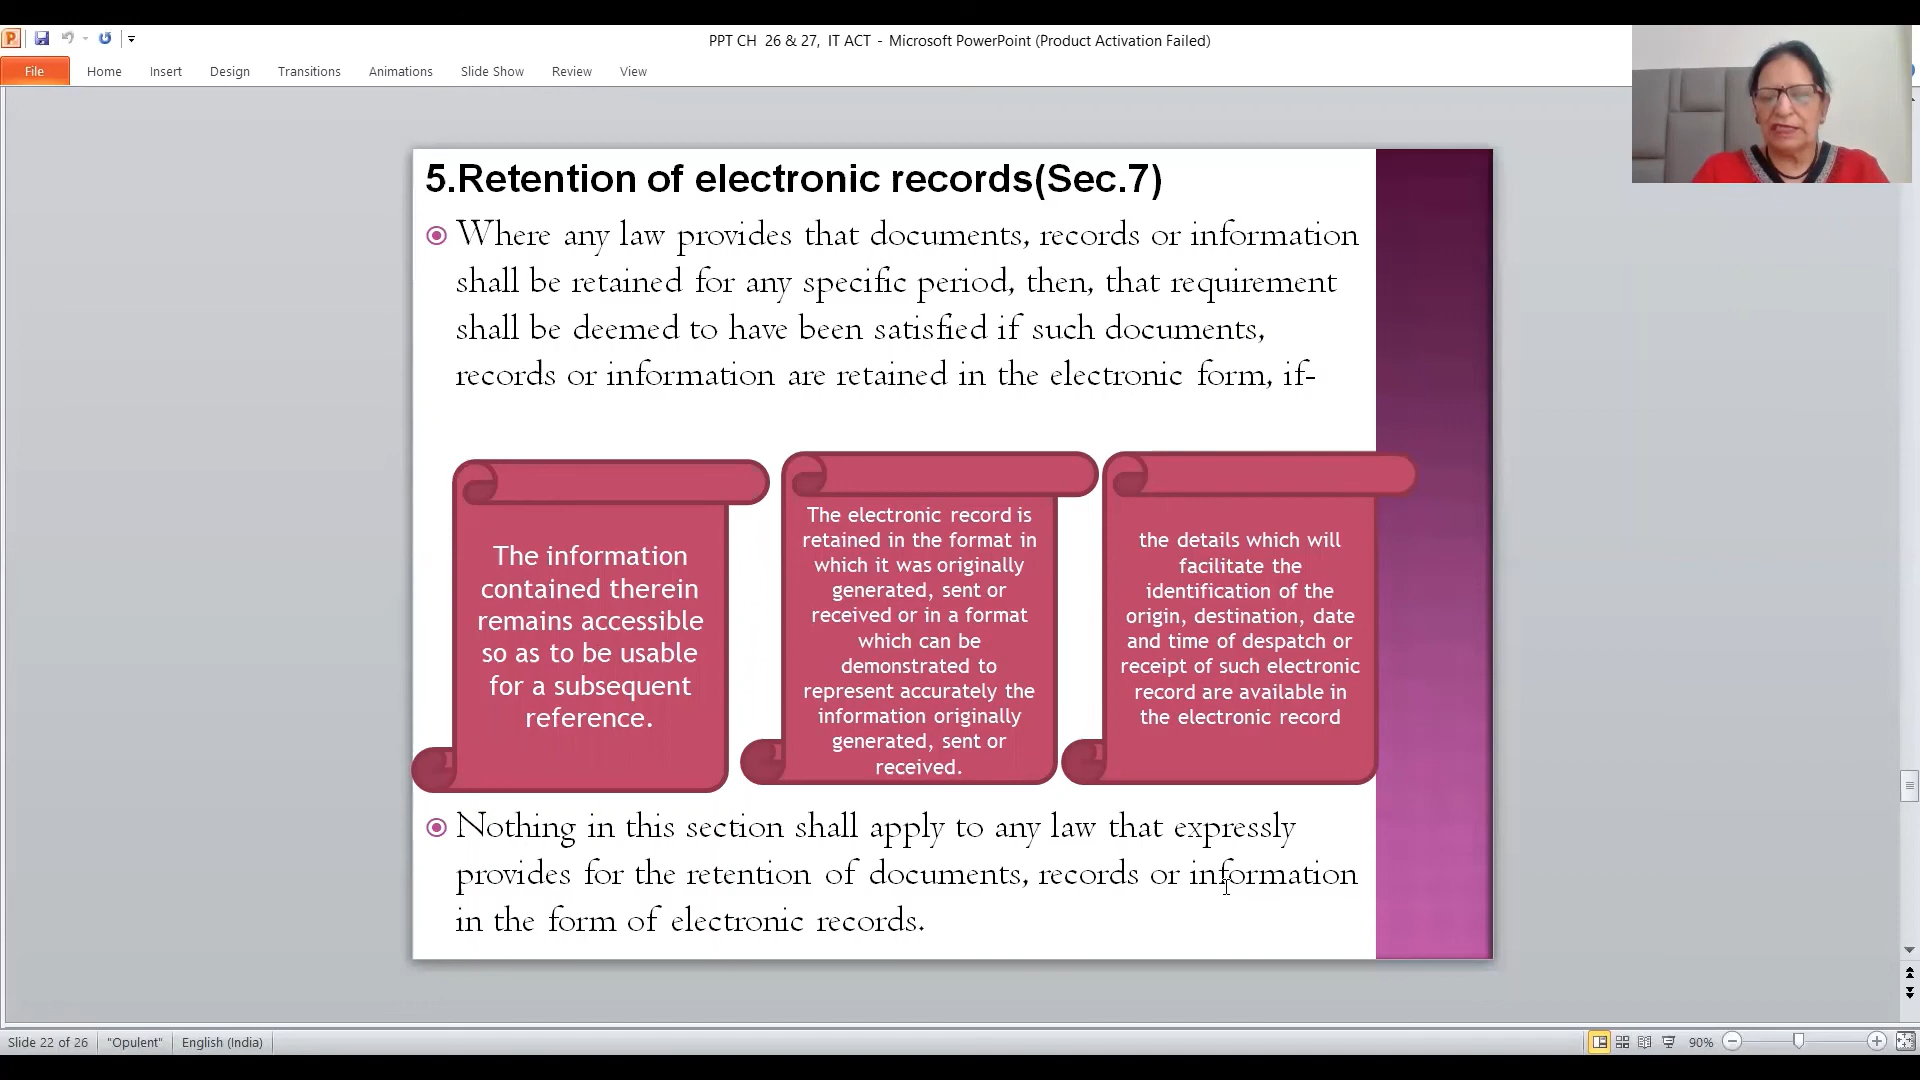 PPT CH 26 & 27, IT ACT - Microsoft PowerPoint (Product Activation Failed)
File Home Insert Design Transitions Animations Slide Show Review View
5.Retention of electronic records(Sec.7)
Where any law provides that documents, records or information
shall be retained for any specific period, then, that requirement
shall be deemed to have been satisfied if such documents,
records or information are retained in the electronic form, if-
The information
contained therein
remains accessible
so as to be usable
for a subsequent
reference.
The electronic record is
retained in the format in
which it was originally
generated, sent or
received or in a format
which can be
demonstrated to
represent accurately the
information originally
generated, sent or
received.
the details which will
facilitate the
identification of the
origin, destination, date
and time of despatch or
receipt of such electronic
record are available in
the electronic record
Nothing in this section shall apply to any law that expressly
provides for the retention of documents, records or information
in the form of electronic records.
Slide 22 of 26 "Opulent" English (India) 90%